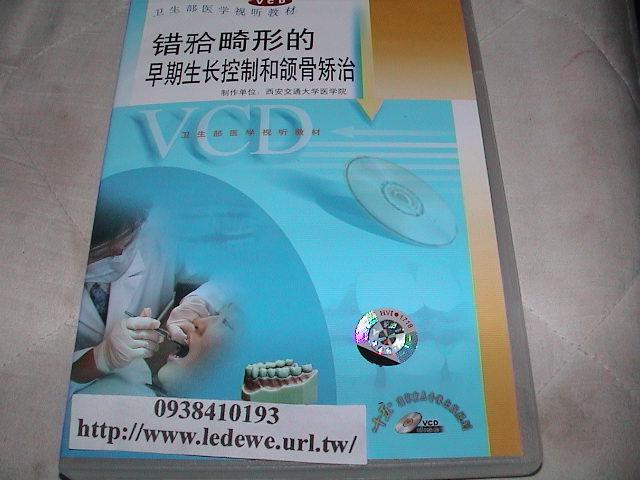 VCD
卫生部医学视听教材
错𬌗畸形的
早期生长控制和颌骨矫治
制作单位：西安交通大学医学院
VCD
卫生部医学视听教材
VCD
0938410193
http://www.ledewe.url.tw/